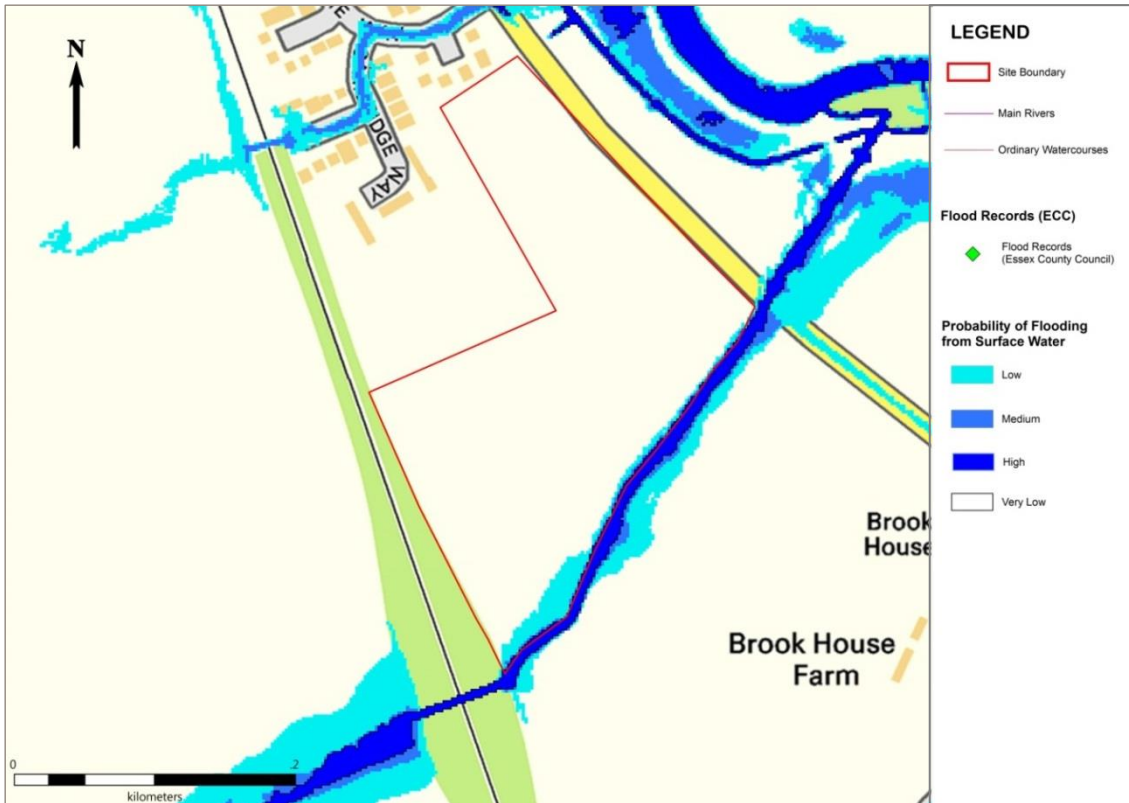 N
DGE WAY
Brook
House
Brook House
Farm
0
.2
kilometers
LEGEND
Site Boundary
Main Rivers
Ordinary Watercourses
Flood Records (ECC)
Flood Records
(Essex County Council)
Probability of Flooding
from Surface Water
Low
Medium
High
Very Low